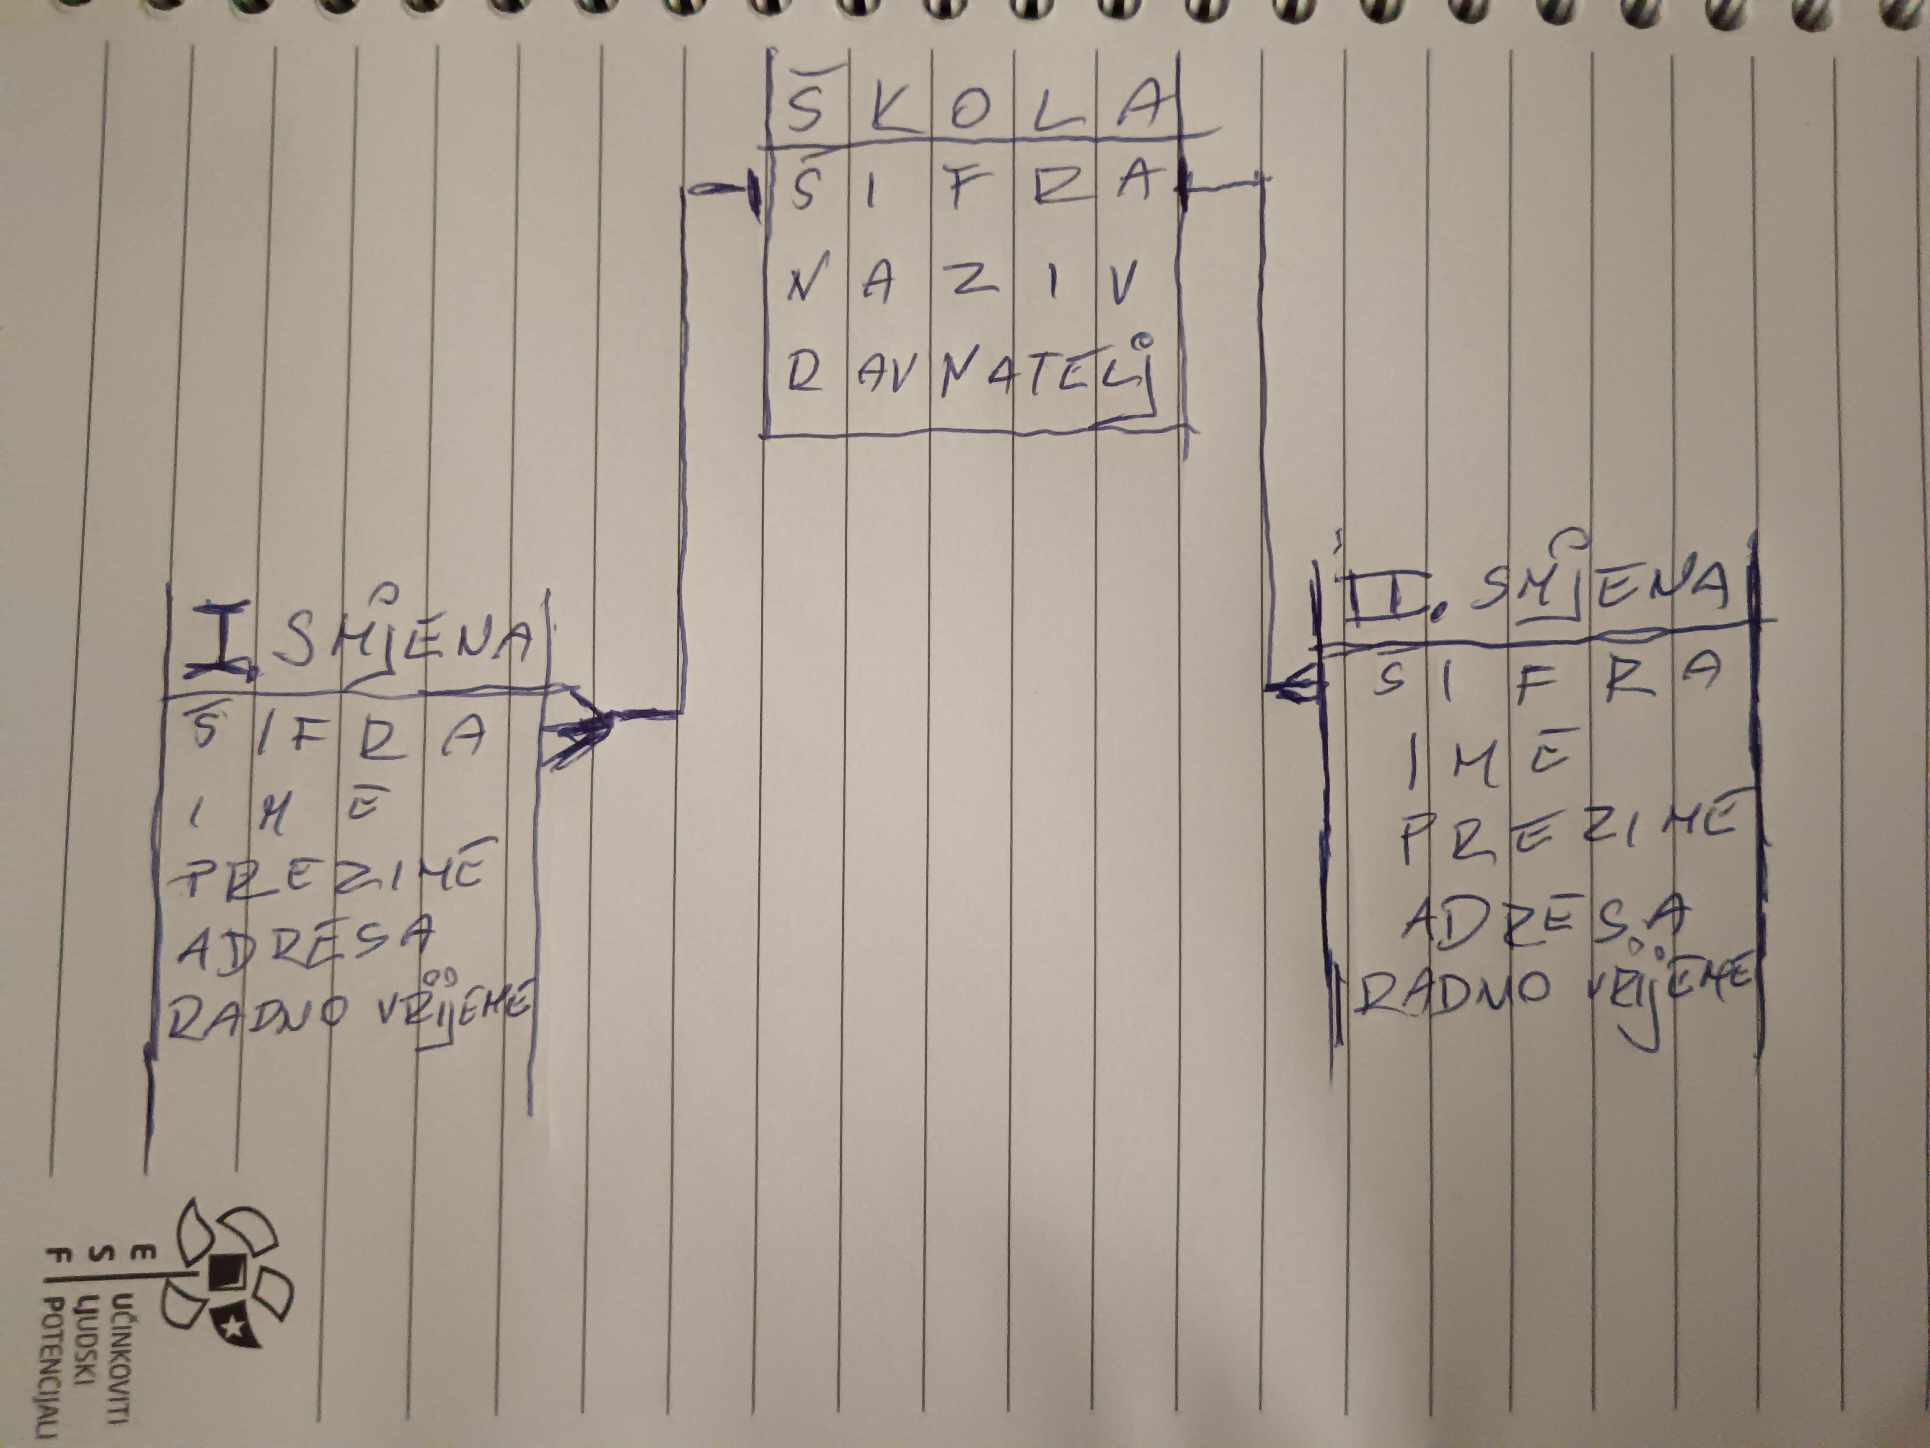 ŠKOLA
ŠIFRA
NAZIV
RAVNATELj
I. SMjENA
ŠIFRA
IME
PREZIME
ADRESA
RADNO VRijEME
II. SMjENA
ŠIFRA
IME
PREZIME
ADRESA
RADNO VRijEME
E
S
F
UČINKOVITI
LJUDSKI
POTENCIJALI